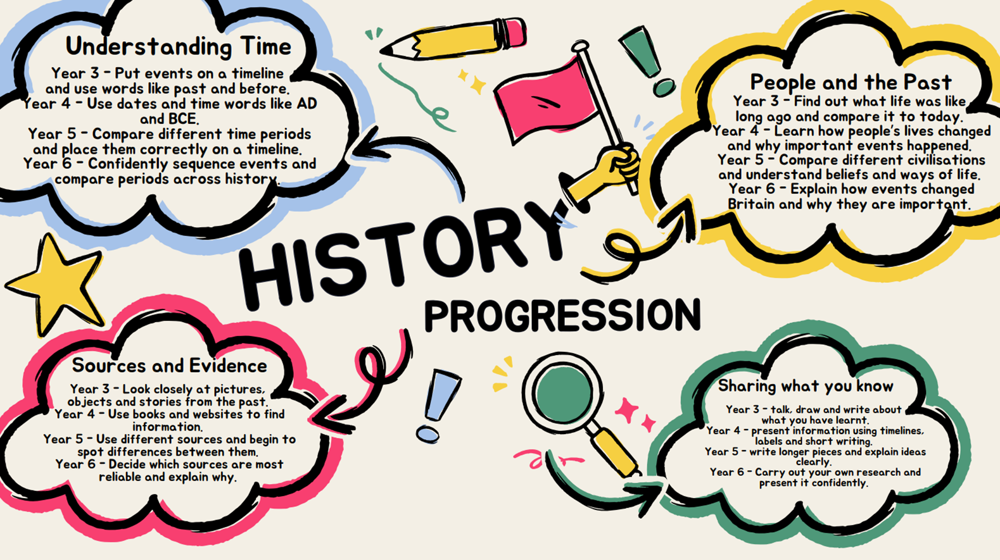 Understanding Time
Year 3 - Put events on a timeline
and use words like past and before.
Year 4 - Use dates and time words like AD
and BCE.
Year 5 - Compare different time periods
and place them correctly on a timeline.
Year 6 - Confidently sequence events and
compare periods across history.
People and the Past
Year 3 - Find out what life was like
long ago and compare it to today.
Year 4 - Learn how people's lives changed
and why important events happened.
Year 5 - Compare different civilisations
and understand beliefs and ways of life.
Year 6 - Explain how events changed
Britain and why they are important.
HISTORY
PROGRESSION
Sources and Evidence
Year 3 - Look closely at pictures,
objects and stories from the past.
Year 4 - Use books and websites to find
information.
Year 5 - Use different sources and begin to
spot differences between them.
Year 6 - Decide which sources are most
reliable and explain why.
Sharing what you know
Year 3 - talk, draw and write about
what you have learnt.
Year 4 - present information using timelines,
labels and short writing.
Year 5 - write longer pieces and explain ideas
clearly.
Year 6 - Carry out your own research and
present it confidently.